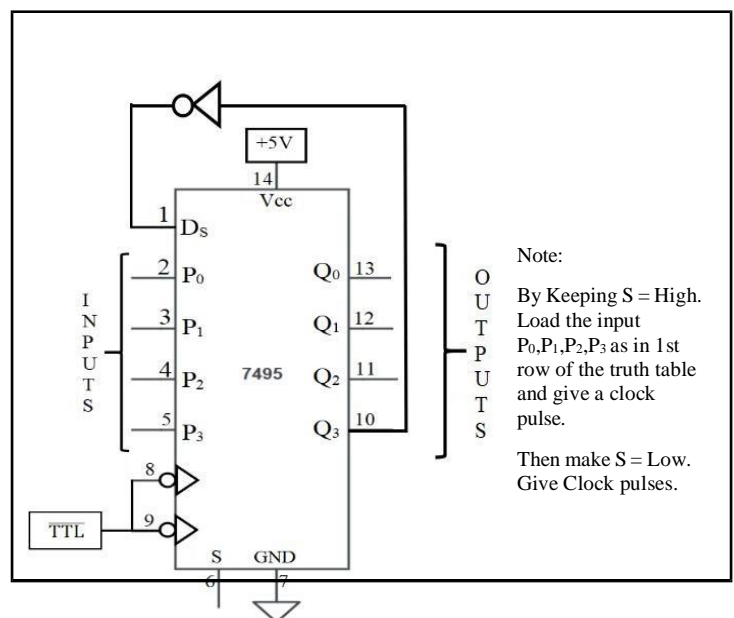 +5V
14
Vcc
1 Ds
2 P0
3 P1
4 P2
5 P3
INPUTS
7495
Q0 13
Q1 12
Q2 11
Q3 10
OUTPUTS
8
9
TTL
S GND
6 7
Note:
By Keeping S = High.
Load the input
P0,P1,P2,P3 as in 1st
row of the truth table
and give a clock
pulse.
Then make S = Low.
Give Clock pulses.